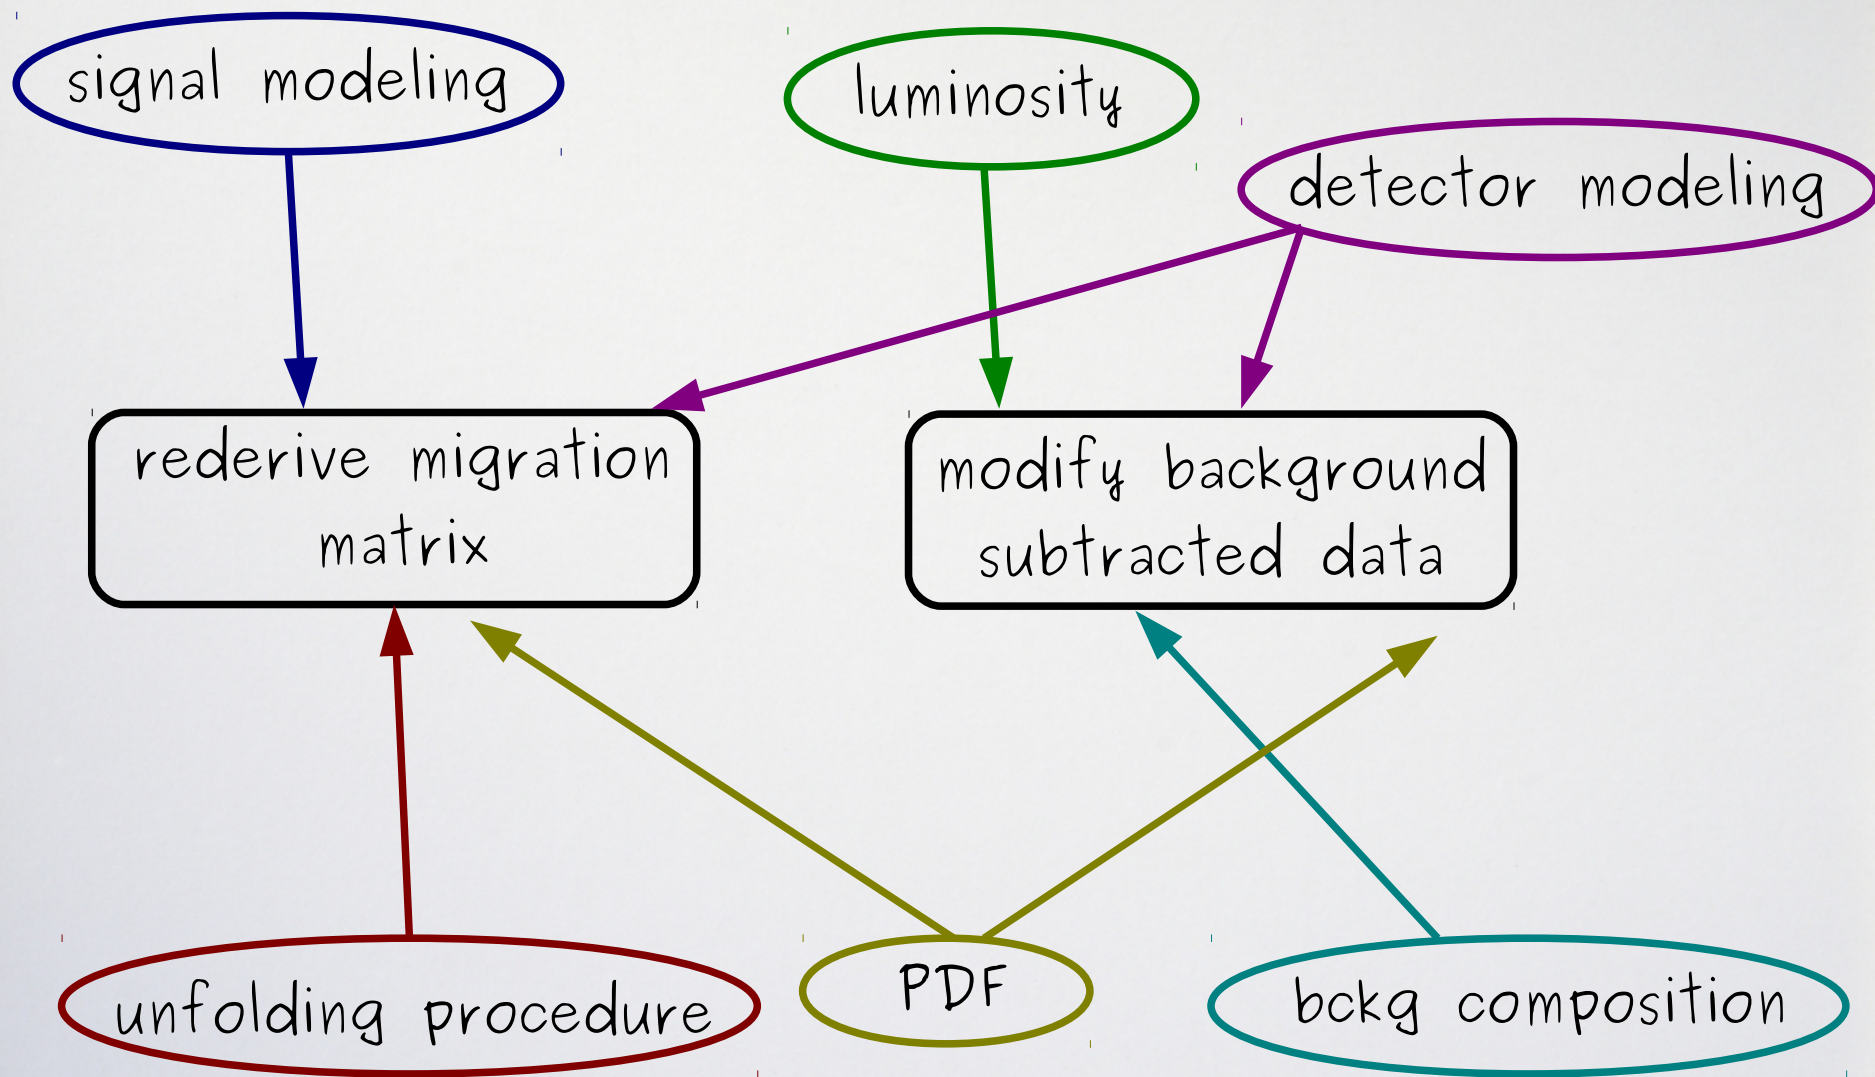 signal modeling
luminosity
detector modeling
rederive migration
matrix
modify background
subtracted data
unfolding procedure
PDF
bckg composition